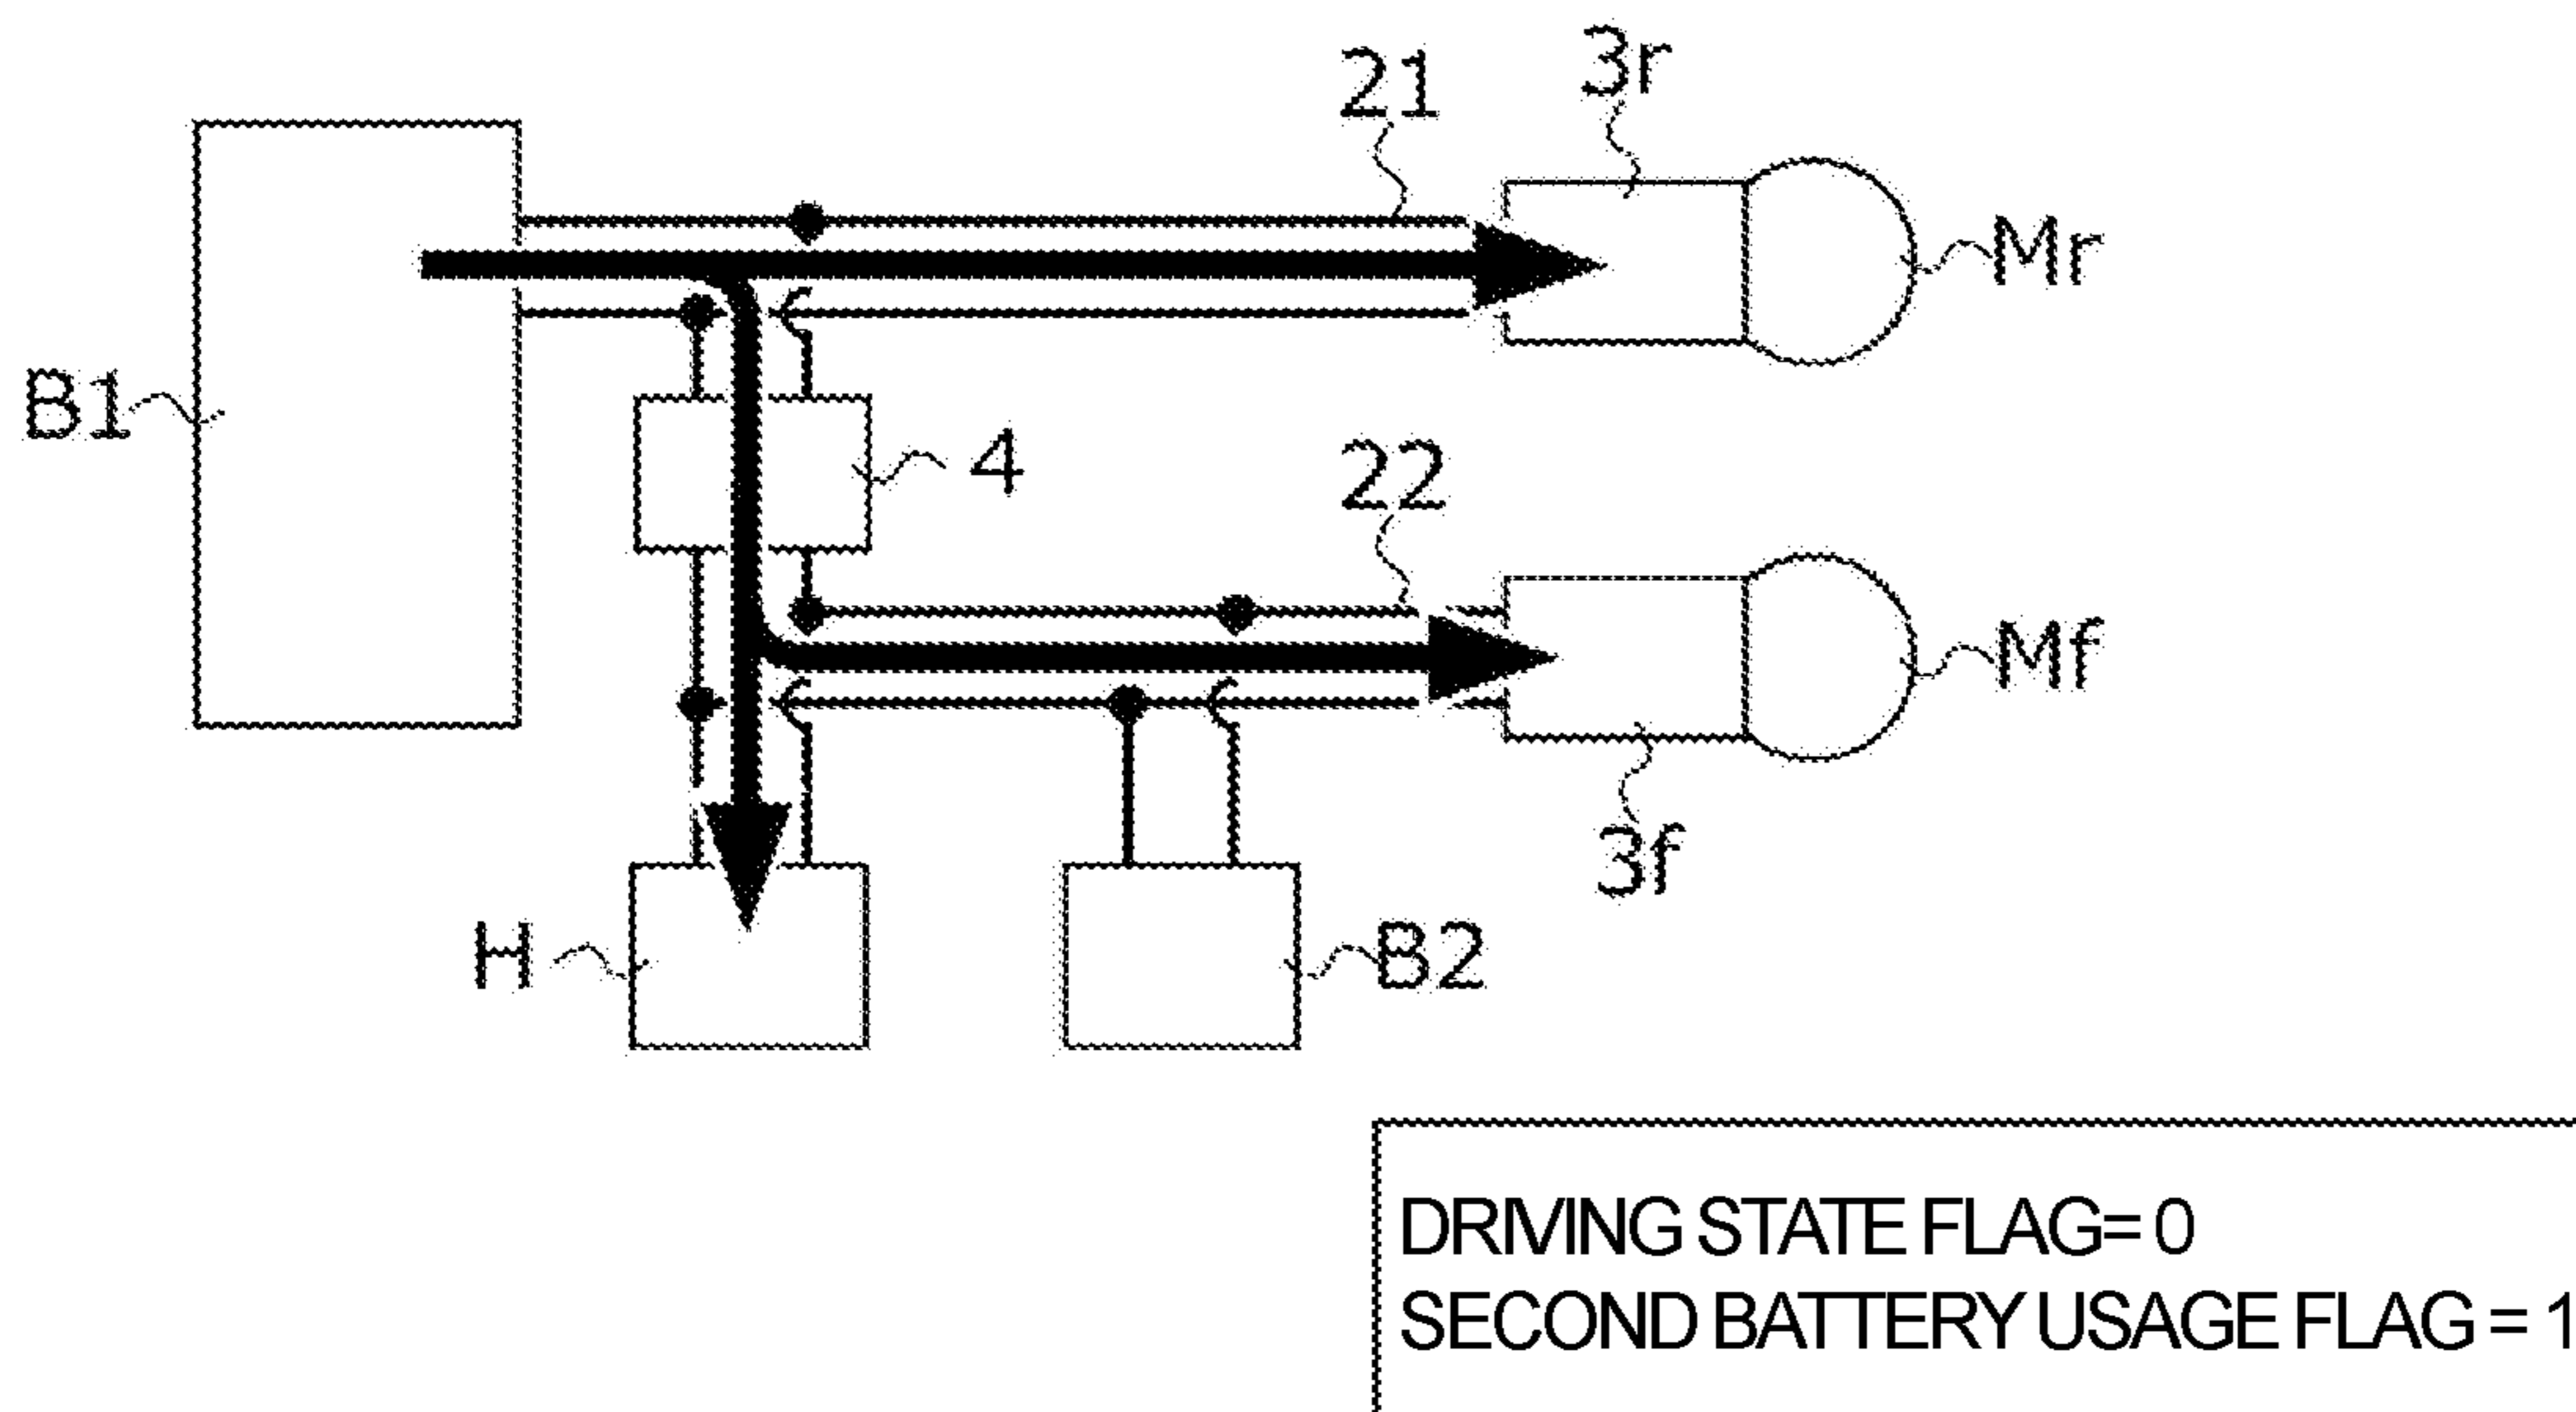 21
3r
Mr
B1
4
22
Mf
3f
H
B2
DRIVING STATE FLAG= 0
SECOND BATTERY USAGE FLAG = 1